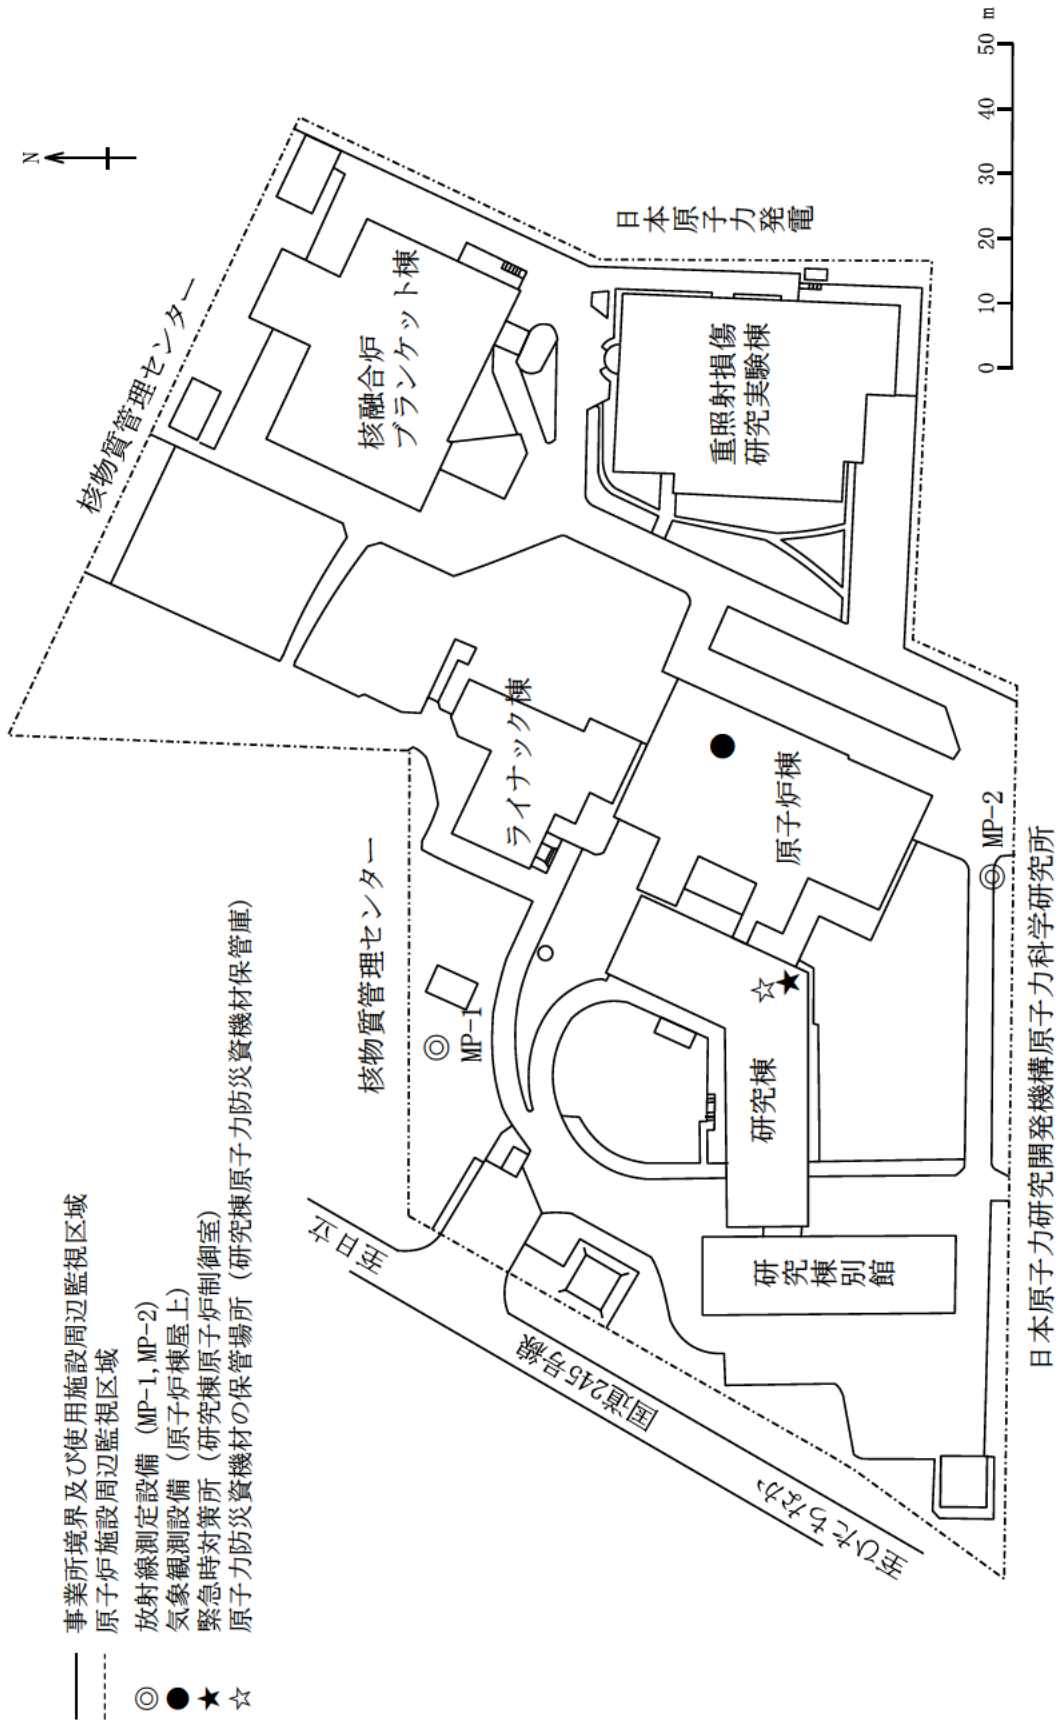 事業所境界及び使用施設周辺監視区域
原子炉施設周辺監視区域
◎ 放射線測定設備 (MP-1,MP-2)
● 気象観測設備（原子炉棟屋上）
★ 緊急時対策所（研究棟原子炉制御室）
☆ 原子力防災資機材の保管場所（研究棟原子力防災資機材保管庫）
N
核物質管理センター
核物質管理センター
核融合炉
ブランケット棟
日本原子力発電
重照射損傷
研究実験棟
ライナック棟
原子炉棟
MP-1
MP-2
研究棟
研究棟別館
至日立
国道245号線
至ひたちなか
日本原子力研究開発機構原子力科学研究所
0 10 20 30 40 50 m